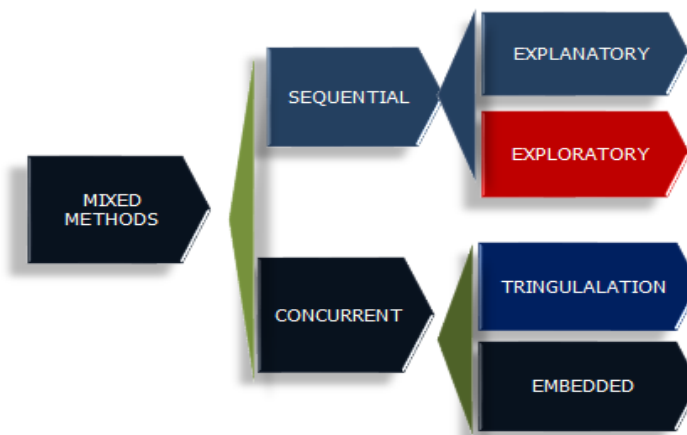 EXPLANATORY
SEQUENTIAL
EXPLORATORY
MIXED
METHODS
TRINGULALATION
CONCURRENT
EMBEDDED